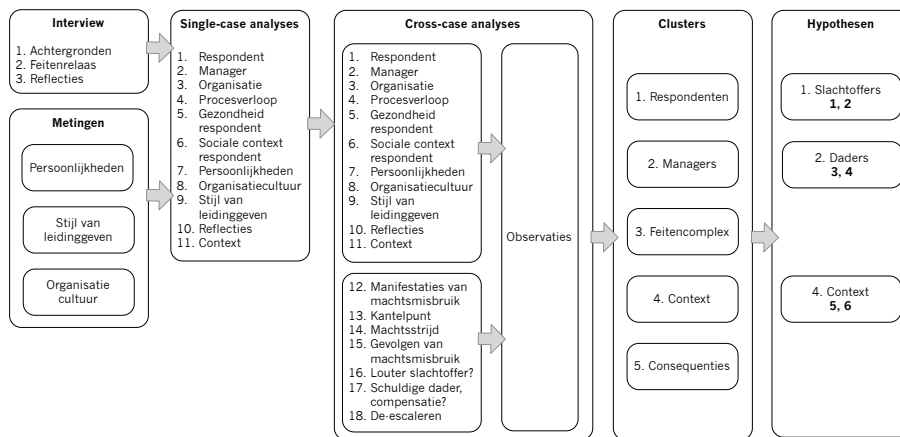 Interview
1. Achtergronden
2. Feitenrelaas
3. Reflecties
Metingen
Persoonlijkheden
Stijl van
leidinggeven
Organisatie
cultuur
Single-case analyses
1. Respondent
2. Manager
3. Organisatie
4. Procesverloop
5. Gezondheid
respondent
6. Sociale context
respondent
7. Persoonlijkheden
8. Organisatiecultuur
9. Stijl van
leidinggeven
10. Reflecties
11. Context
Cross-case analyses
1. Respondent
2. Manager
3. Organisatie
4. Procesverloop
5. Gezondheid
respondent
6. Sociale context
respondent
7. Persoonlijkheden
8. Organisatiecultuur
9. Stijl van
leidinggeven
10. Reflecties
11. Context
12. Manifestaties van
machtsmisbruik
13. Kantelpunt
14. Machtsstrijd
15. Gevolgen van
machtsmisbruik
16. Louter slachtoffer?
17. Schuldige dader,
compensatie?
18. De-escaleren
Observaties
Clusters
1. Respondenten
2. Managers
3. Feitencomplex
4. Context
5. Consequenties
Hypothesen
1. Slachtoffers
1, 2
2. Daders
3, 4
4. Context
5, 6